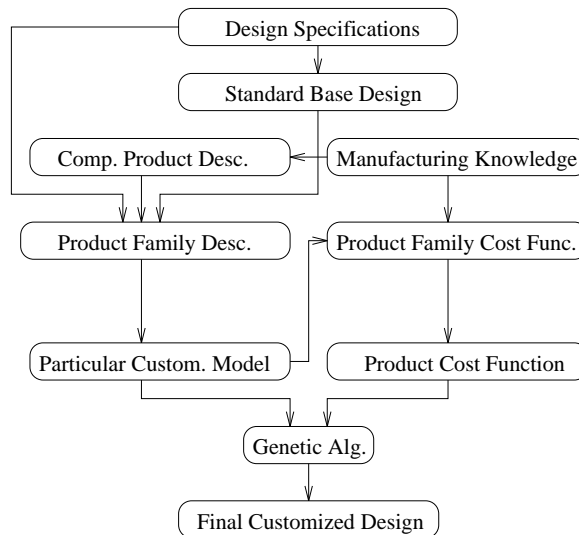 Design Specifications
Standard Base Design
Comp. Product Desc.
Manufacturing Knowledge
Product Family Desc.
Product Family Cost Func.
Particular Custom. Model
Product Cost Function
Genetic Alg.
Final Customized Design